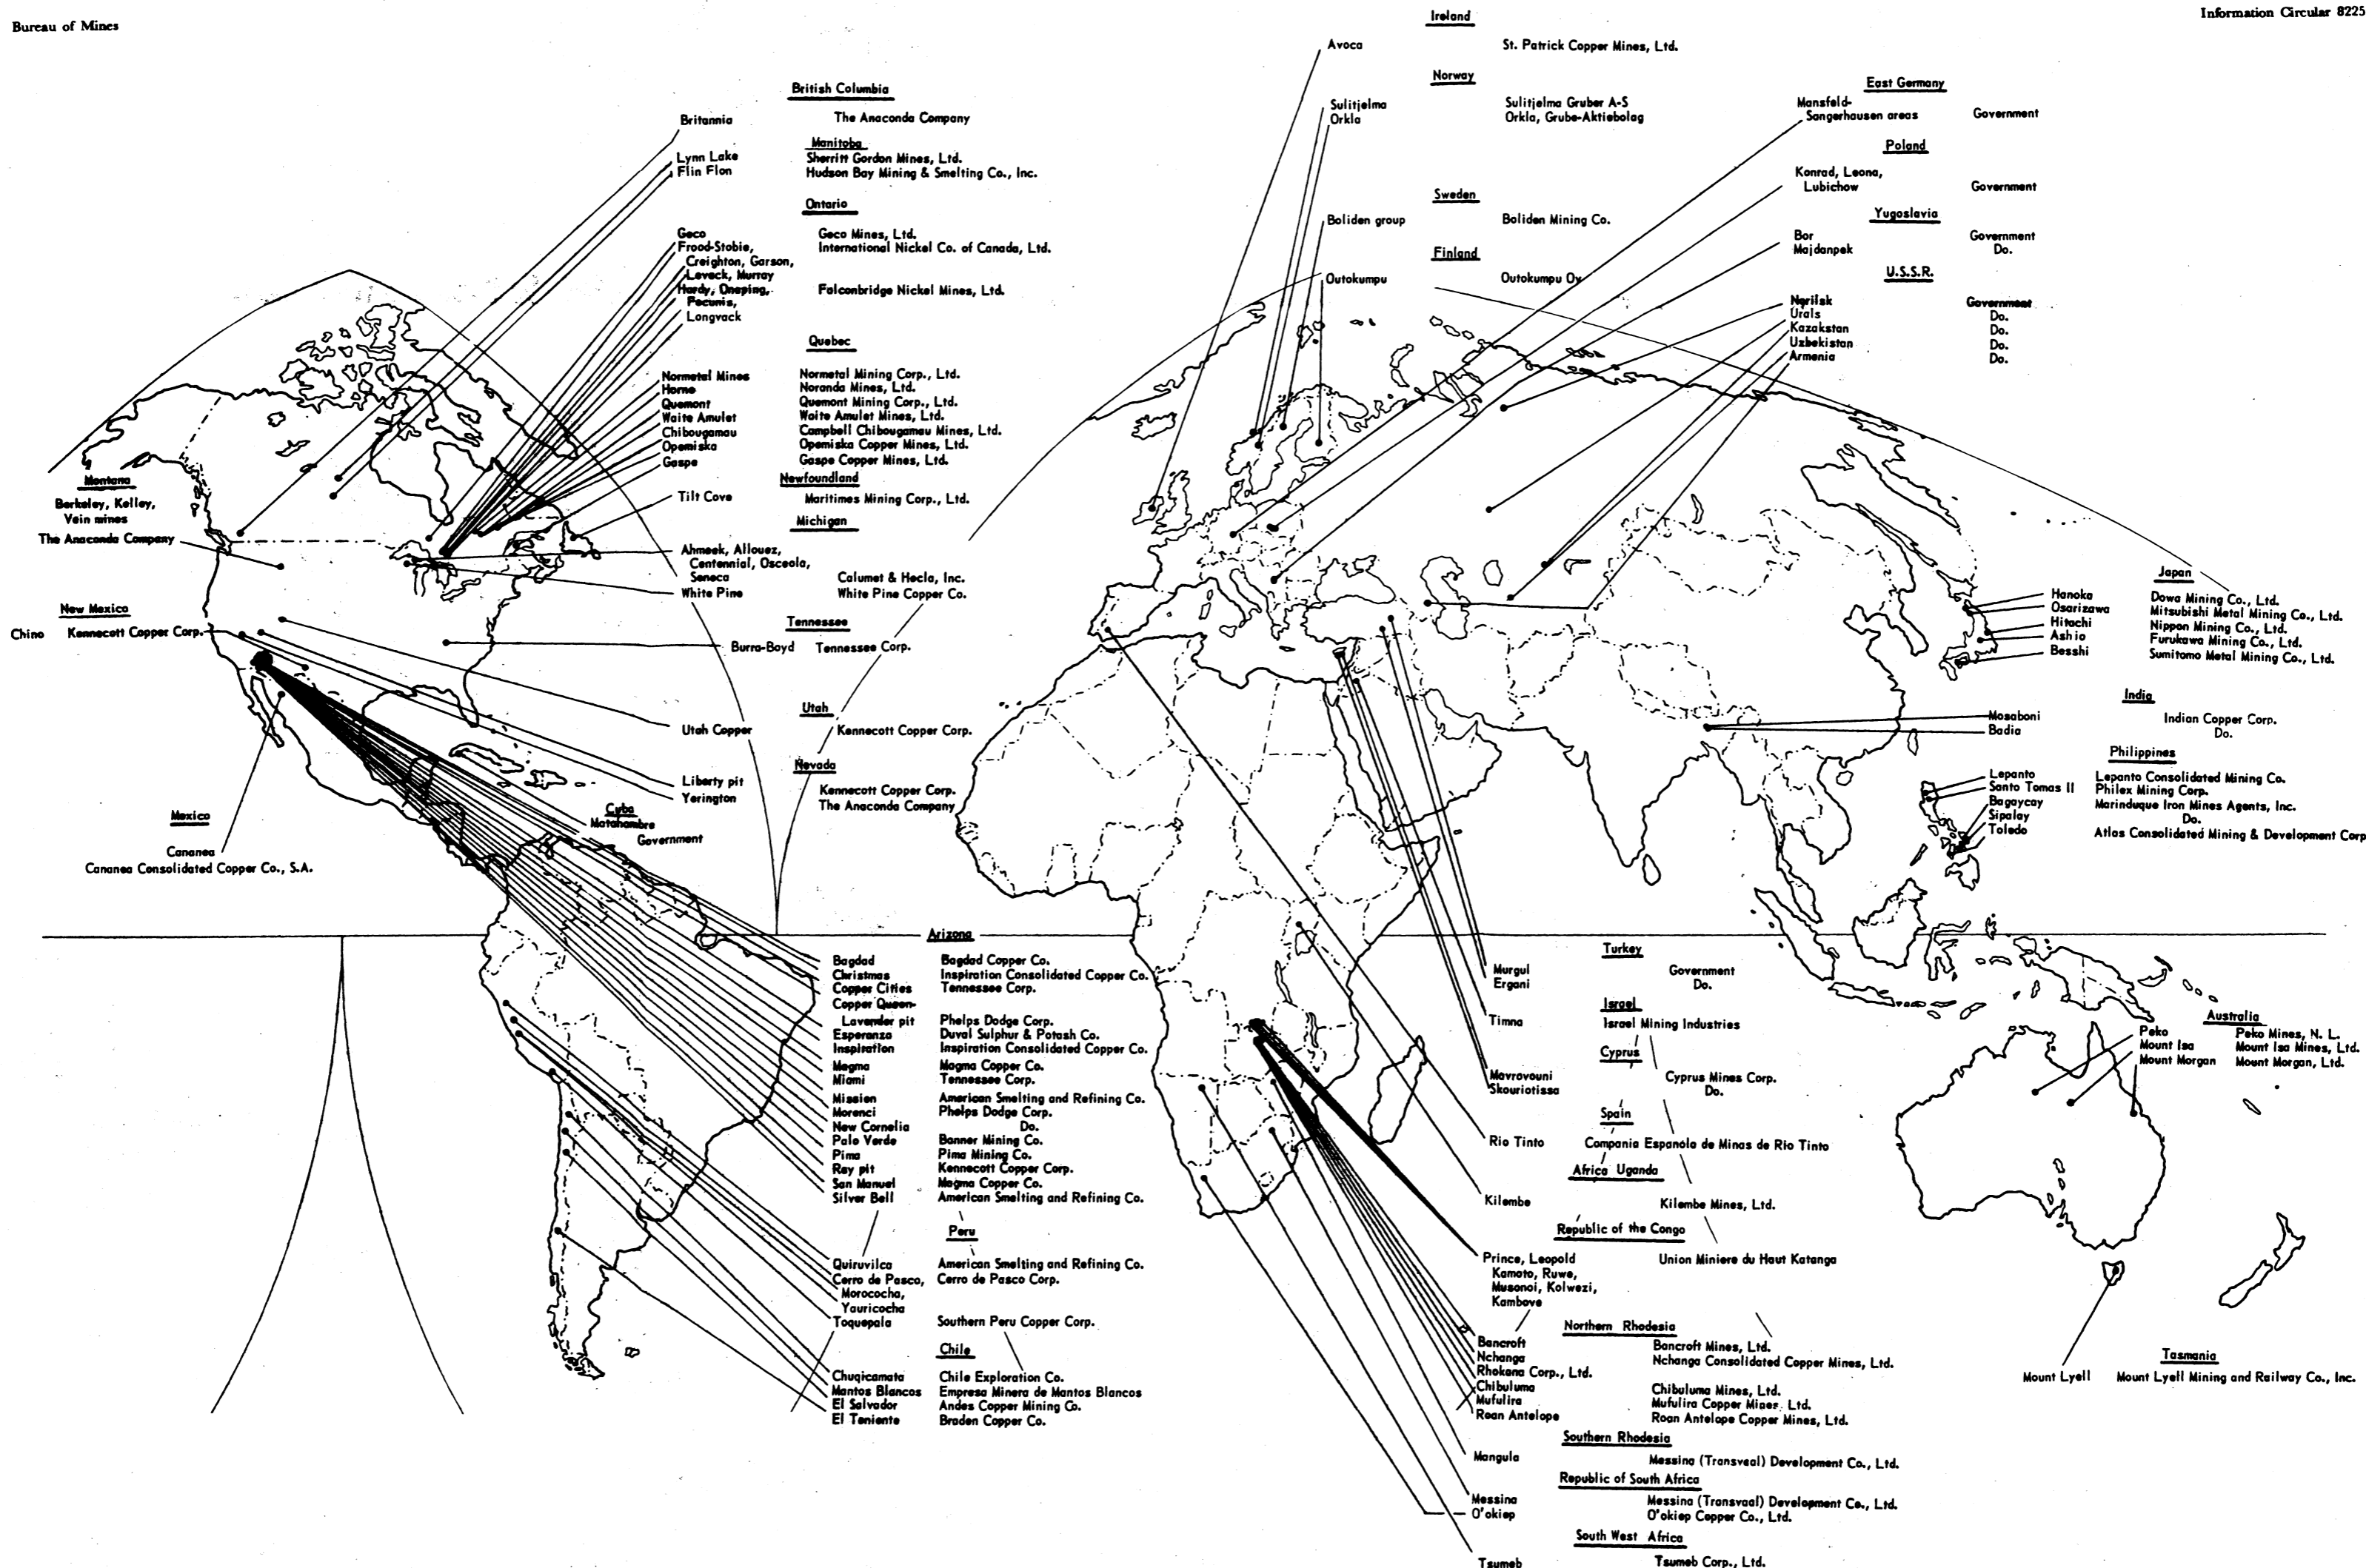 Bureau of Mines
Information Circular 8225
British Columbia
Britannia The Anaconda Company
Manitoba
Lynn Lake Sherritt Gordon Mines, Ltd.
Flin Flon Hudson Bay Mining & Smelting Co., Inc.
Ontario
Geco Geco Mines, Ltd.
Frood-Stobie, International Nickel Co. of Canada, Ltd.
Creighton, Garson,
Levack, Murray
Hardy, Onaping, Falconbridge Nickel Mines, Ltd.
Fecunis,
Longvack
Quebec
Normetal Mines Normetal Mining Corp., Ltd.
Horne Noranda Mines, Ltd.
Quemont Quemont Mining Corp., Ltd.
Waite Amulet Waite Amulet Mines, Ltd.
Chibougamau Campbell Chibougamau Mines, Ltd.
Opemiska Opemiska Copper Mines, Ltd.
Gaspe Gaspe Copper Mines, Ltd.
Newfoundland
Tilt Cove Maritimes Mining Corp., Ltd.
Michigan
Ahmeek, Allouez,
Centennial, Osceola,
Seneca Calumet & Hecla, Inc.
White Pine White Pine Copper Co.
Tennessee
Burra-Boyd Tennessee Corp.
Utah
Utah Copper Kennecott Copper Corp.
Nevada
Liberty pit Kennecott Copper Corp.
Yerington The Anaconda Company
Cuba
Matahambre
Government
Montana
Berkeley, Kelley,
Vein mines
The Anaconda Company
New Mexico
Chino Kennecott Copper Corp.
Mexico
Cananea
Cananea Consolidated Copper Co., S.A.
Arizona
Bagdad Bagdad Copper Co.
Christmas Inspiration Consolidated Copper Co.
Copper Cities Tennessee Corp.
Copper Queen-
Lavender pit Phelps Dodge Corp.
Esperanza Duval Sulphur & Potash Co.
Inspiration Inspiration Consolidated Copper Co.
Magma Magma Copper Co.
Miami Tennessee Corp.
Mission American Smelting and Refining Co.
Morenci Phelps Dodge Corp.
New Cornelia Do.
Palo Verde Banner Mining Co.
Pima Pima Mining Co.
Ray pit Kennecott Copper Corp.
San Manuel Magma Copper Co.
Silver Bell American Smelting and Refining Co.
Peru
Quiruvilca American Smelting and Refining Co.
Cerro de Pasco, Cerro de Pasco Corp.
Morococha,
Yauricocha
Toquepala Southern Peru Copper Corp.
Chile
Chuqicamata Chile Exploration Co.
Mantos Blancos Empresa Minera de Mantos Blancos
El Salvador Andes Copper Mining Co.
El Teniente Braden Copper Co.
Ireland
Avoca St. Patrick Copper Mines, Ltd.
Norway
Sulitjelma Sulitjelma Gruber A-S
Orkla Orkla, Grube-Aktiebolag
Sweden
Boliden group Boliden Mining Co.
Finland
Outokumpu Outokumpu Oy
East Germany
Mansfeld-
Sangerhausen areas Government
Poland
Konrad, Leona,
Lubichow Government
Yugoslavia
Bor Government
Majdanpek Do.
U.S.S.R.
Norilsk Government
Urals Do.
Kazakstan Do.
Uzbekistan Do.
Armenia Do.
Japan
Hanoka Dowa Mining Co., Ltd.
Osarizawa Mitsubishi Metal Mining Co., Ltd.
Hitachi Nippon Mining Co., Ltd.
Ashio Furukawa Mining Co., Ltd.
Besshi Sumitomo Metal Mining Co., Ltd.
India
Mosaboni Indian Copper Corp.
Badia Do.
Philippines
Lepanto Lepanto Consolidated Mining Co.
Santo Tomas II Philex Mining Corp.
Bagaycay Marinduque Iron Mines Agents, Inc.
Sipalay Do.
Toledo Atlas Consolidated Mining & Development Corp
Turkey
Murgul Government
Ergani Do.
Israel
Timna Israel Mining Industries
Cyprus
Mavrovouni Cyprus Mines Corp.
Skouriotissa Do.
Spain
Rio Tinto Compania Espanola de Minas de Rio Tinto
Africa Uganda
Kilembe Kilembe Mines, Ltd.
Republic of the Congo
Prince, Leopold Union Miniere du Haut Katanga
Kamoto, Ruwe,
Musonoi, Kolwezi,
Kambove
Northern Rhodesia
Bancroft Bancroft Mines, Ltd.
Nchanga Nchanga Consolidated Copper Mines, Ltd.
Rhokana Corp., Ltd.
Chibuluma Chibuluma Mines, Ltd.
Mufulira Mufulira Copper Mines, Ltd.
Roan Antelope Roan Antelope Copper Mines, Ltd.
Southern Rhodesia
Mangula Messina (Transveal) Development Co., Ltd.
Republic of South Africa
Messina Messina (Transvaal) Development Co., Ltd.
O'okiep O'okiep Copper Co., Ltd.
South West Africa
Tsumeb Tsumeb Corp., Ltd.
Australia
Peko Peko Mines, N. L.
Mount Isa Mount Isa Mines, Ltd.
Mount Morgan Mount Morgan, Ltd.
Tasmania
Mount Lyell Mount Lyell Mining and Railway Co., Inc.